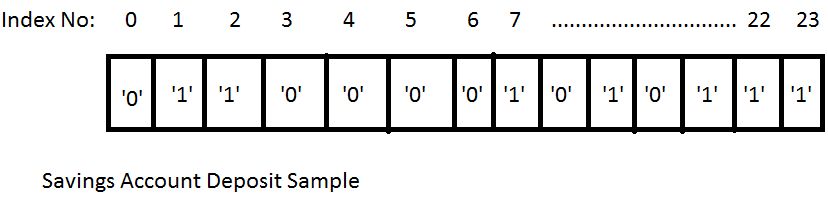 Index No: 0 1 2 3 4 5 6 7 ................................ 22 23
'0' '1' '1' '0' '0' '0' '0' '1' '0' '1' '0' '1' '1' '1'
Savings Account Deposit Sample